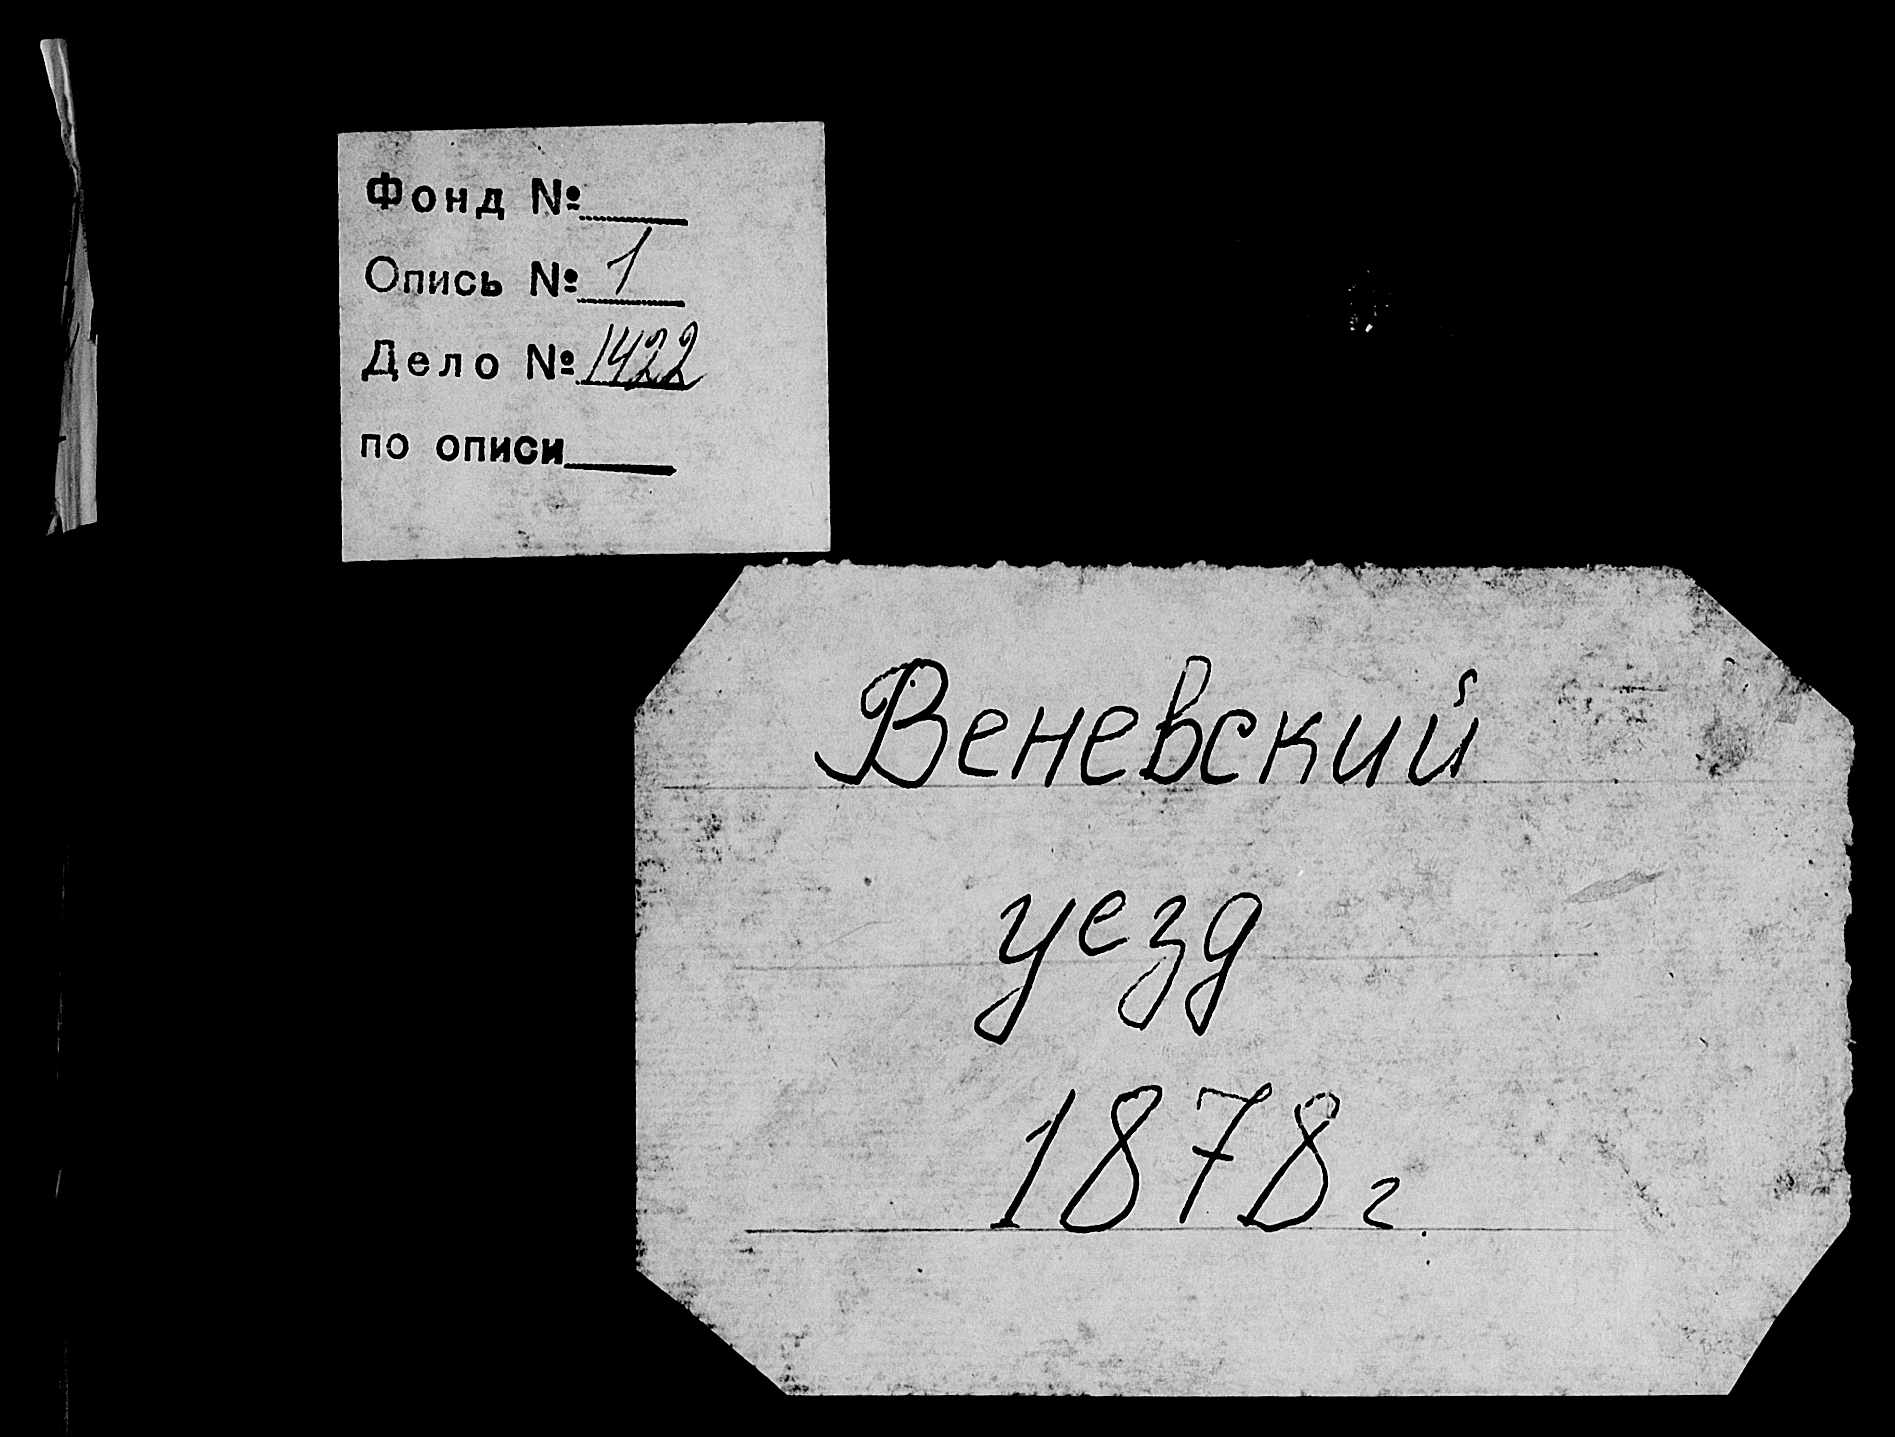 Фонд №
Опись № 1
Дело № 1422
по описи
Веневский
уезд
1878 г.